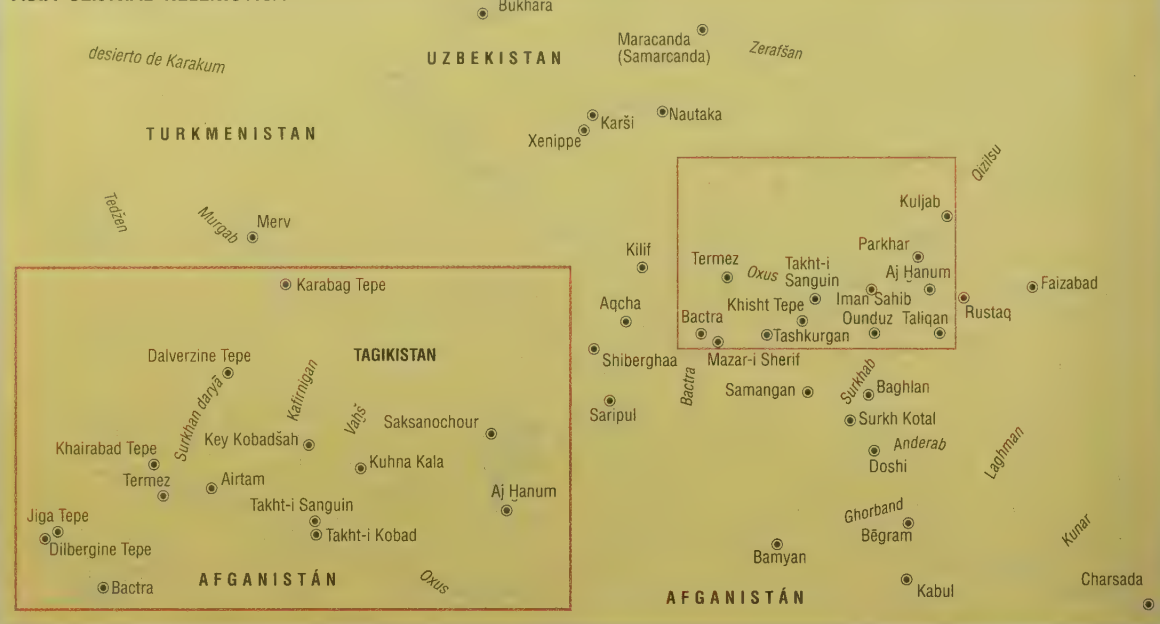 Bukhara
Maracanda
(Samarcanda)
Zerafšan
desierto de Karakum
UZBEKISTAN
Karši
Nautaka
Xenippe
TURKMENISTAN
Qizilsu
Tedžen
Murgab
Merv
Kuljab
Kilif
Parkhar
Termez
Oxus
Takht-i
Sanguin
Aj H̱anum
Karabag Tepe
Faizabad
Aqcha
Khisht Tepe
Iman Sahib
Rustaq
Bactra
Ounduz
Taliqan
Tashkurgan
Shiberghaa
Mazar-i Sherif
Dalverzine Tepe
TAGIKISTAN
Kafirnigan
Surkhan daryā
Bactra
Samangan
Surkhab
Baghlan
Saripul
Vahš
Saksanochour
Surkh Kotal
Key Kobadšah
Anderab
Laghman
Khairabad Tepe
Kuhna Kala
Doshi
Termez
Airtam
Aj H̱anum
Takht-i Sanguin
Jiga Tepe
Takht-i Kobad
Ghorband
Bēgram
Kunar
Dilbergine Tepe
Bamyan
Bactra
AFGANISTÁN
Oxus
Charsada
AFGANISTÁN
Kabul